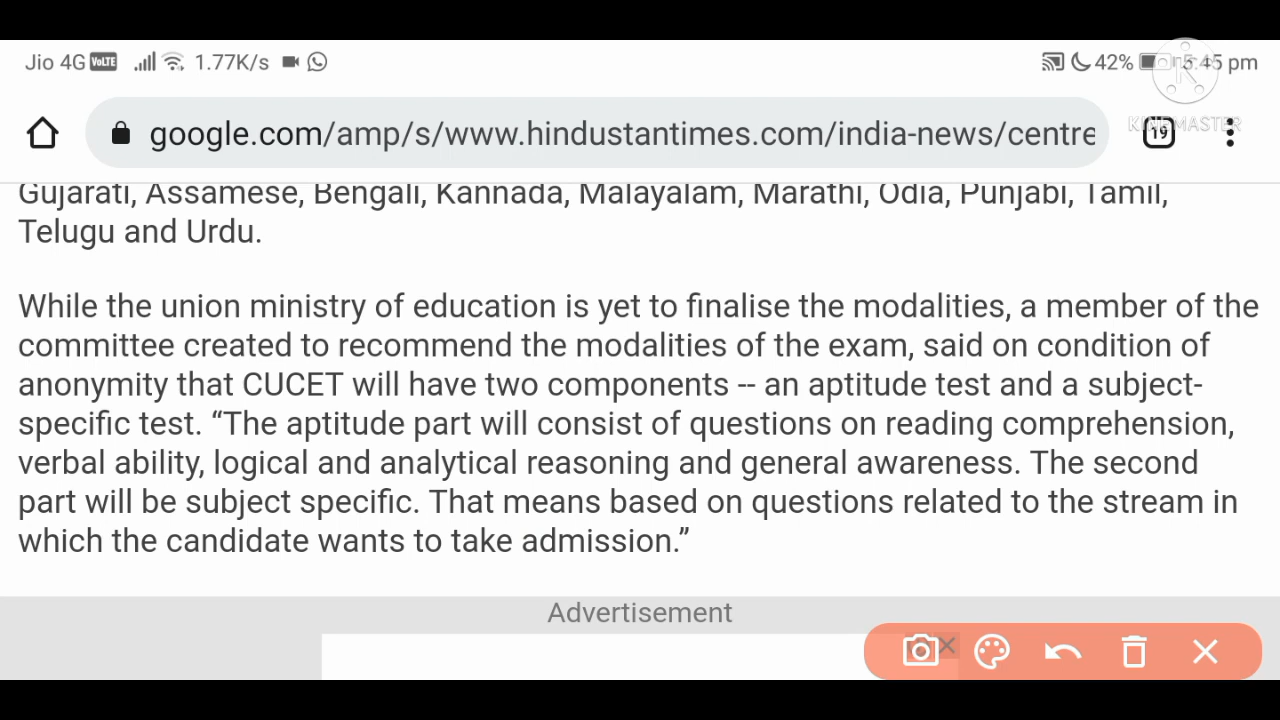 Jio 4G VoLTE 1.77K/s 42% 5:45 pm
google.com/amp/s/www.hindustantimes.com/india-news/centre 19
KINEMASTER
Gujarati, Assamese, Bengali, Kannada, Malayalam, Marathi, Odia, Punjabi, Tamil,
Telugu and Urdu.
While the union ministry of education is yet to finalise the modalities, a member of the
committee created to recommend the modalities of the exam, said on condition of
anonymity that CUCET will have two components -- an aptitude test and a subject-
specific test. “The aptitude part will consist of questions on reading comprehension,
verbal ability, logical and analytical reasoning and general awareness. The second
part will be subject specific. That means based on questions related to the stream in
which the candidate wants to take admission.”
Advertisement